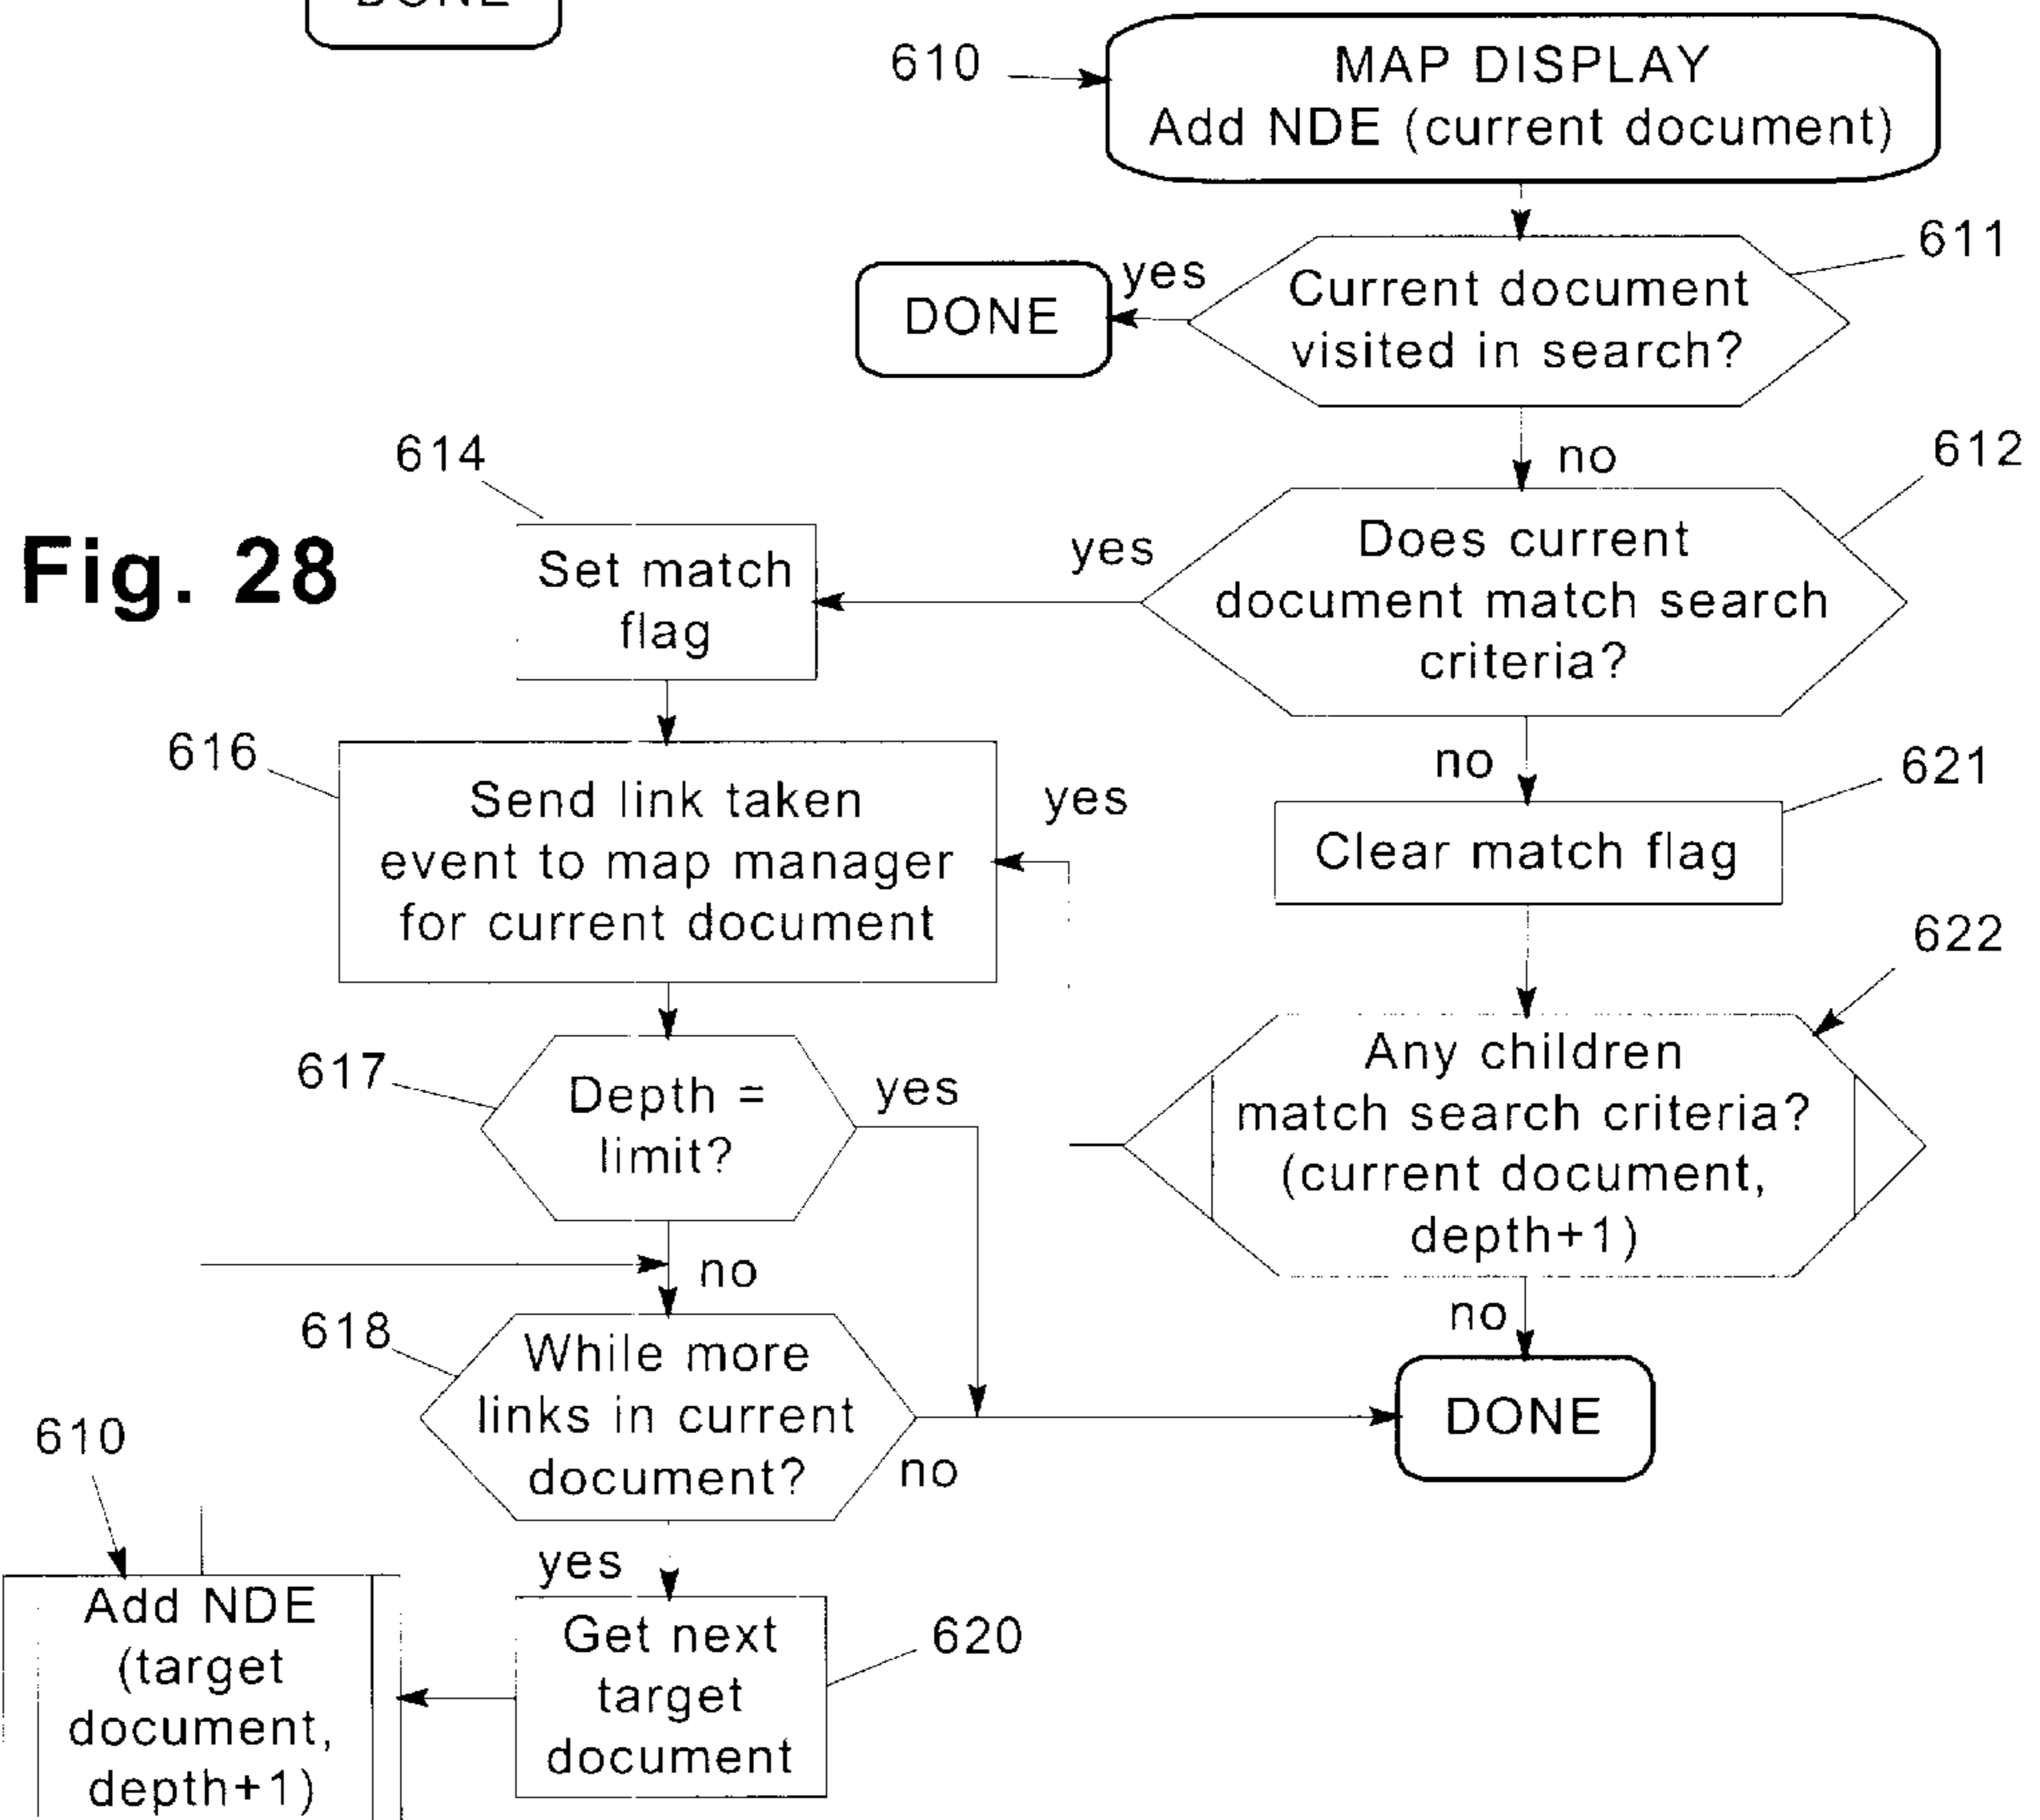 DONE
610
MAP DISPLAY
Add NDE (current document)
611
yes
DONE
Current document
visited in search?
no
612
614
Fig. 28
Set match
flag
yes
Does current
document match search
criteria?
616
Send link taken
event to map manager
for current document
yes
no
621
Clear match flag
622
617
Depth =
limit?
yes
Any children
match search criteria?
(current document,
depth+1)
no
no
618
While more
links in current
document?
no
DONE
610
yes
Add NDE
(target
document,
depth+1)
Get next
target
document
620